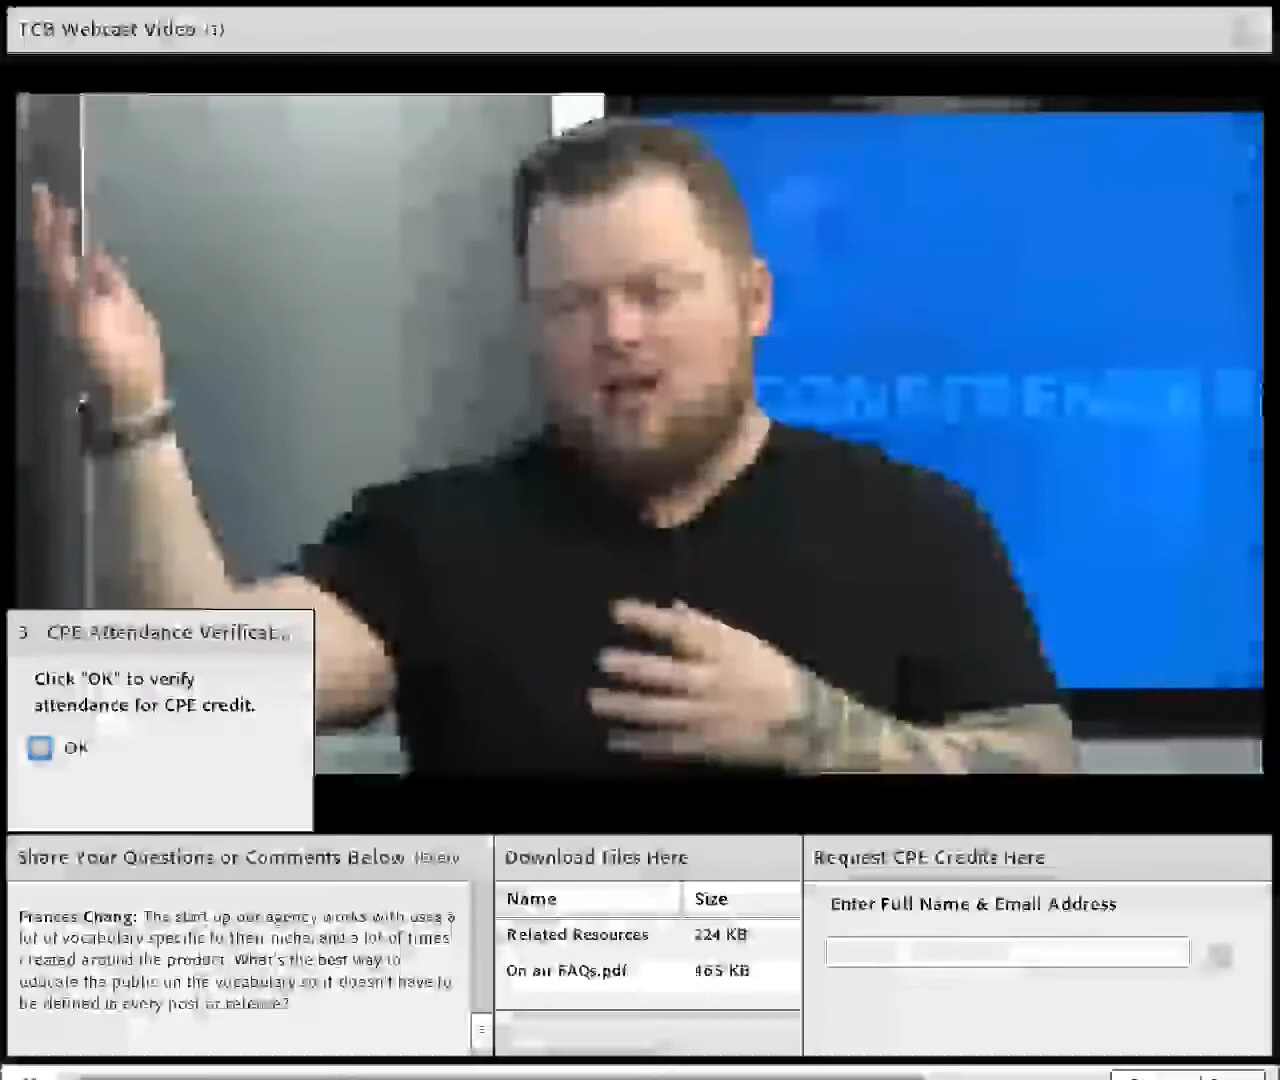 TCB Webcast Video (1)
CONFERENCE B
3 CPE Attendance Verificat...
Click "OK" to verify
attendance for CPE credit.
OK
Share Your Questions or Comments Below
Frances Chang: The start up our agency works with uses a
lot of vocabulary specific to their niche, and a lot of times
created around the product. What's the best way to
educate the public on the vocabulary so it doesn't have to
be defined in every post or release?
Download Files Here
Name Size
Related Resources 224 KB
On air FAQs.pdf 465 KB
Request CPE Credits Here
Enter Full Name & Email Address